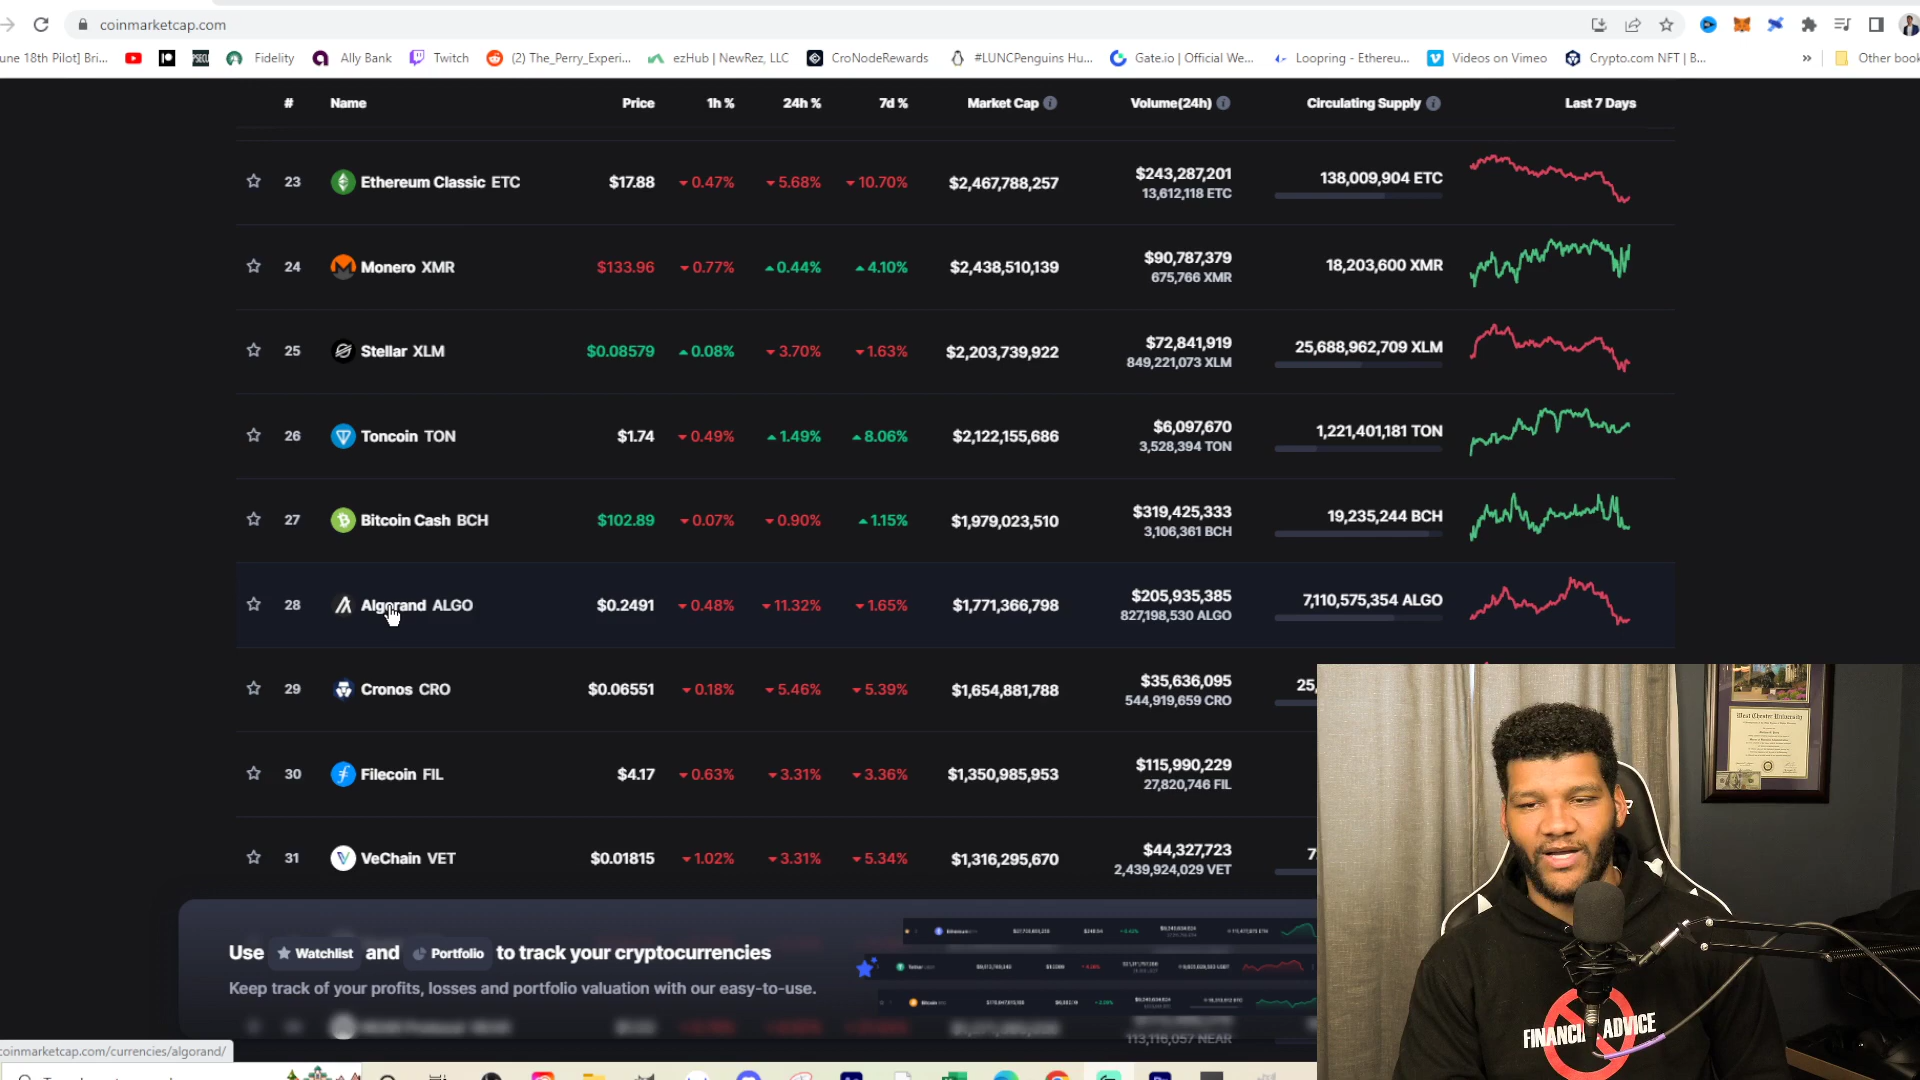 coinmarketcap.com
une 18th Pilot] Bri...
Fidelity
Ally Bank
Twitch
(2) The_Perry_Experi...
ezHub | NewRez, LLC
CroNodeRewards
#LUNCPenguins Hu...
Gate.io | Official We...
Loopring - Ethereu...
Videos on Vimeo
Crypto.com NFT | B...
»
Other book
# Name Price 1h % 24h % 7d % Market Cap Volume(24h) Circulating Supply Last 7 Days
23 Ethereum Classic ETC $17.88 0.47% 5.68% 10.70% $2,467,788,257 $243,287,201 138,009,904 ETC
13,612,118 ETC
24 Monero XMR $133.96 0.77% 0.44% 4.10% $2,438,510,139 $90,787,379 18,203,600 XMR
675,766 XMR
25 Stellar XLM $0.08579 0.08% 3.70% 1.63% $2,203,739,922 $72,841,919 25,688,962,709 XLM
849,221,073 XLM
26 Toncoin TON $1.74 0.49% 1.49% 8.06% $2,122,155,686 $6,097,670 1,221,401,181 TON
3,528,394 TON
27 Bitcoin Cash BCH $102.89 0.07% 0.90% 1.15% $1,979,023,510 $319,425,333 19,235,244 BCH
3,106,361 BCH
28 Algorand ALGO $0.2491 0.48% 11.32% 1.65% $1,771,366,798 $205,935,385 7,110,575,354 ALGO
827,198,530 ALGO
29 Cronos CRO $0.06551 0.18% 5.46% 5.39% $1,654,881,788 $35,636,095 25,
544,919,659 CRO
30 Filecoin FIL $4.17 0.63% 3.31% 3.36% $1,350,985,953 $115,990,229
27,820,746 FIL
31 VeChain VET $0.01815 1.02% 3.31% 5.34% $1,316,295,670 $44,327,723 7
2,439,924,029 VET
Use Watchlist and Portfolio to track your cryptocurrencies
Keep track of your profits, losses and portfolio valuation with our easy-to-use.
113,116,057 NEAR
coinmarketcap.com/currencies/algorand/
West Chester University
FINANCI ADVICE